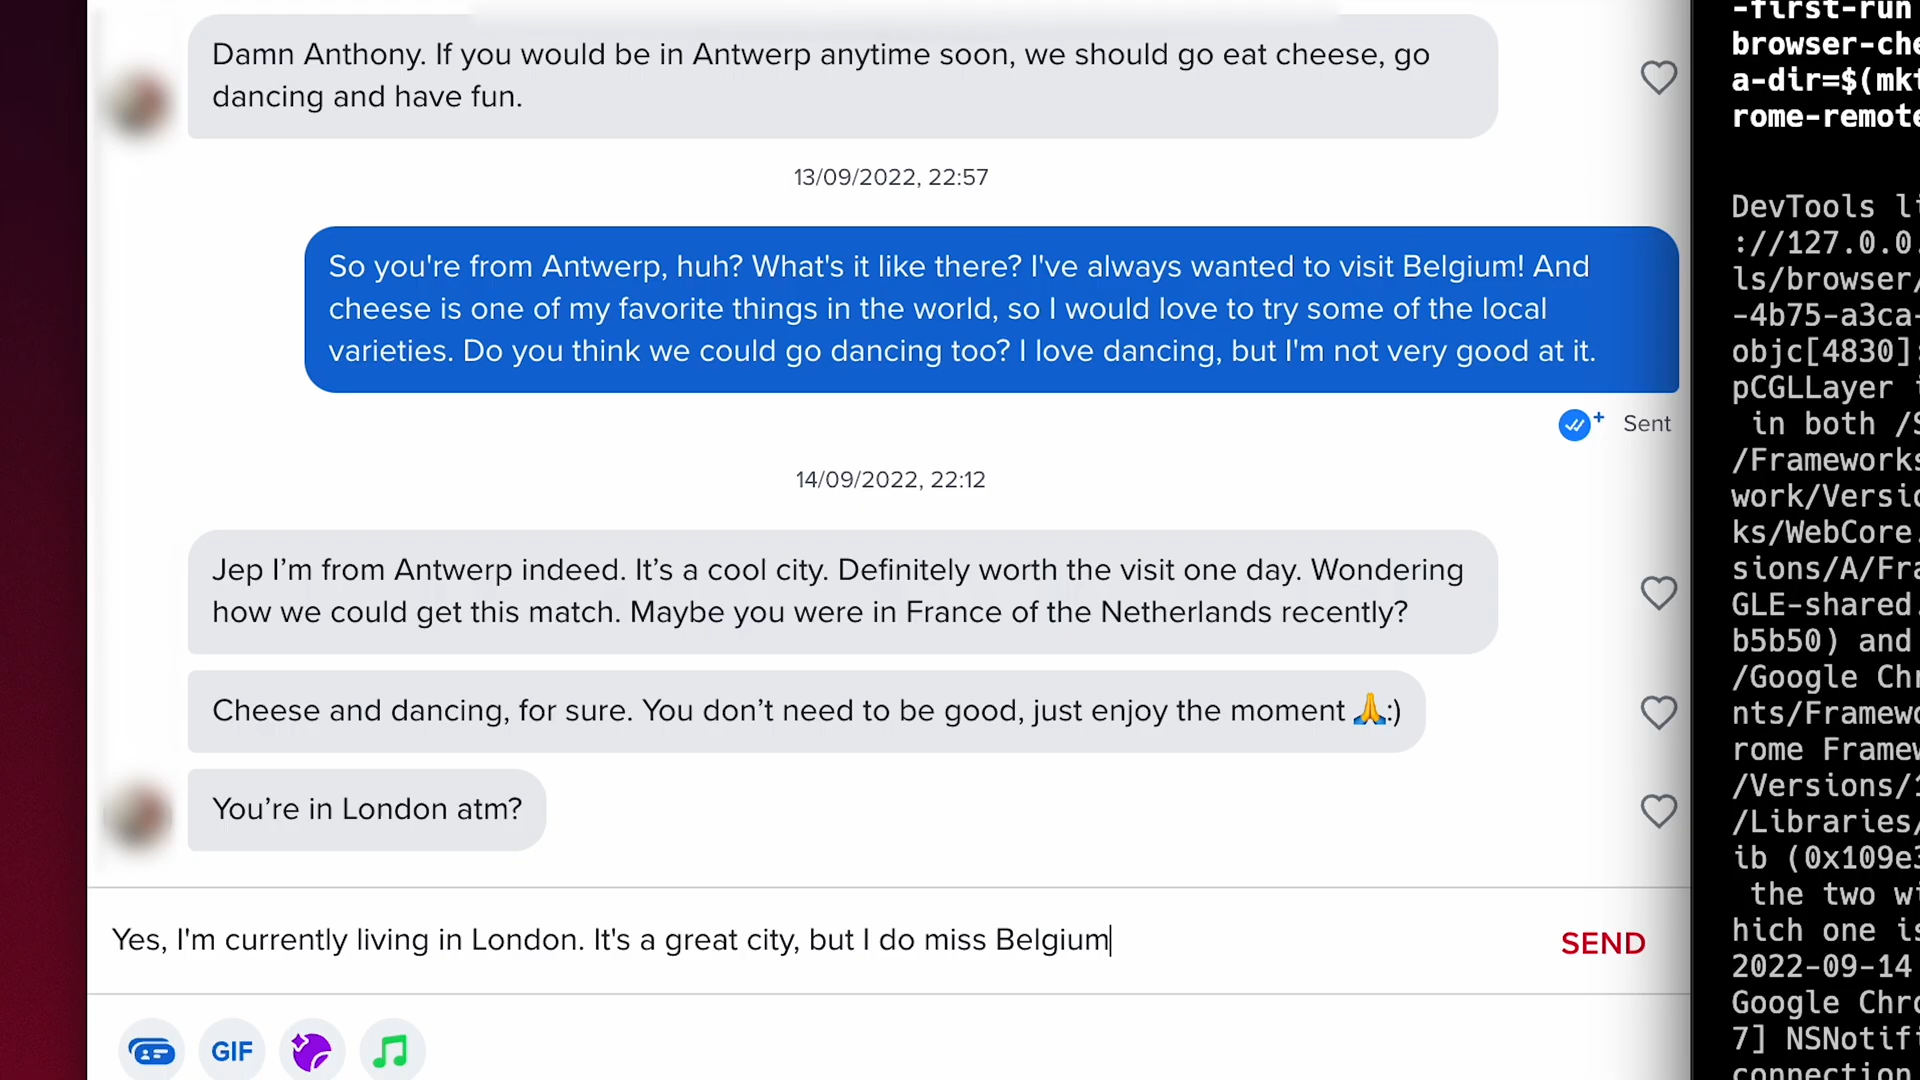 Damn Anthony. If you would be in Antwerp anytime soon, we should go eat cheese, go
dancing and have fun.
13/09/2022, 22:57
So you're from Antwerp, huh? What's it like there? I've always wanted to visit Belgium! And
cheese is one of my favorite things in the world, so I would love to try some of the local
varieties. Do you think we could go dancing too? I love dancing, but I'm not very good at it.
Sent
14/09/2022, 22:12
Jep I’m from Antwerp indeed. It’s a cool city. Definitely worth the visit one day. Wondering
how we could get this match. Maybe you were in France of the Netherlands recently?
Cheese and dancing, for sure. You don’t need to be good, just enjoy the moment 🙏:)
You’re in London atm?
Yes, I'm currently living in London. It's a great city, but I do miss Belgium
SEND
GIF
-first-run
browser-che
a-dir=$(mkt
rome-remote
DevTools li
://127.0.0.
ls/browser/
-4b75-a3ca-
objc[4830]:
pCGLLayer i
in both /S
/Frameworks
work/Versio
ks/WebCore.
sions/A/Fra
GLE-shared.
b5b50) and
/Google Chr
nts/Framewo
rome Framew
/Versions/1
/Libraries/
ib (0x109e3
the two wi
hich one is
2022-09-14
Google Chro
7] NSNotifi
connection